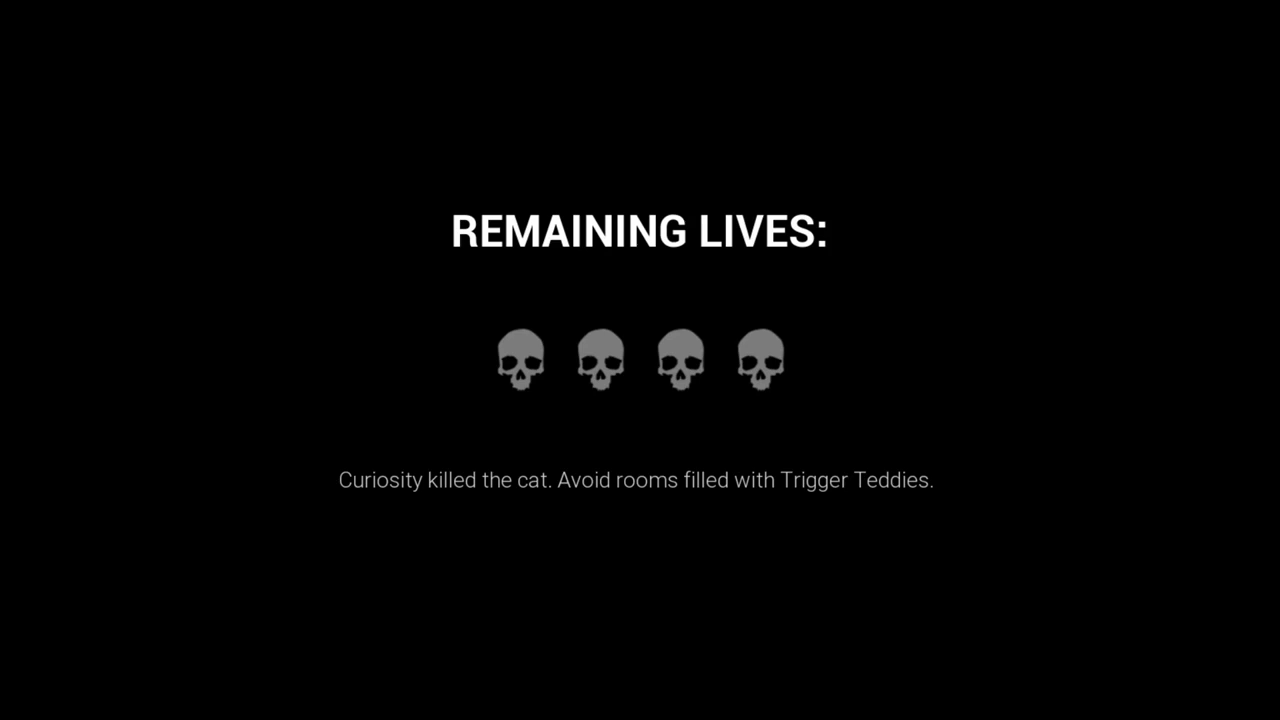 REMAINING LIVES:
Curiosity killed the cat. Avoid rooms filled with Trigger Teddies.